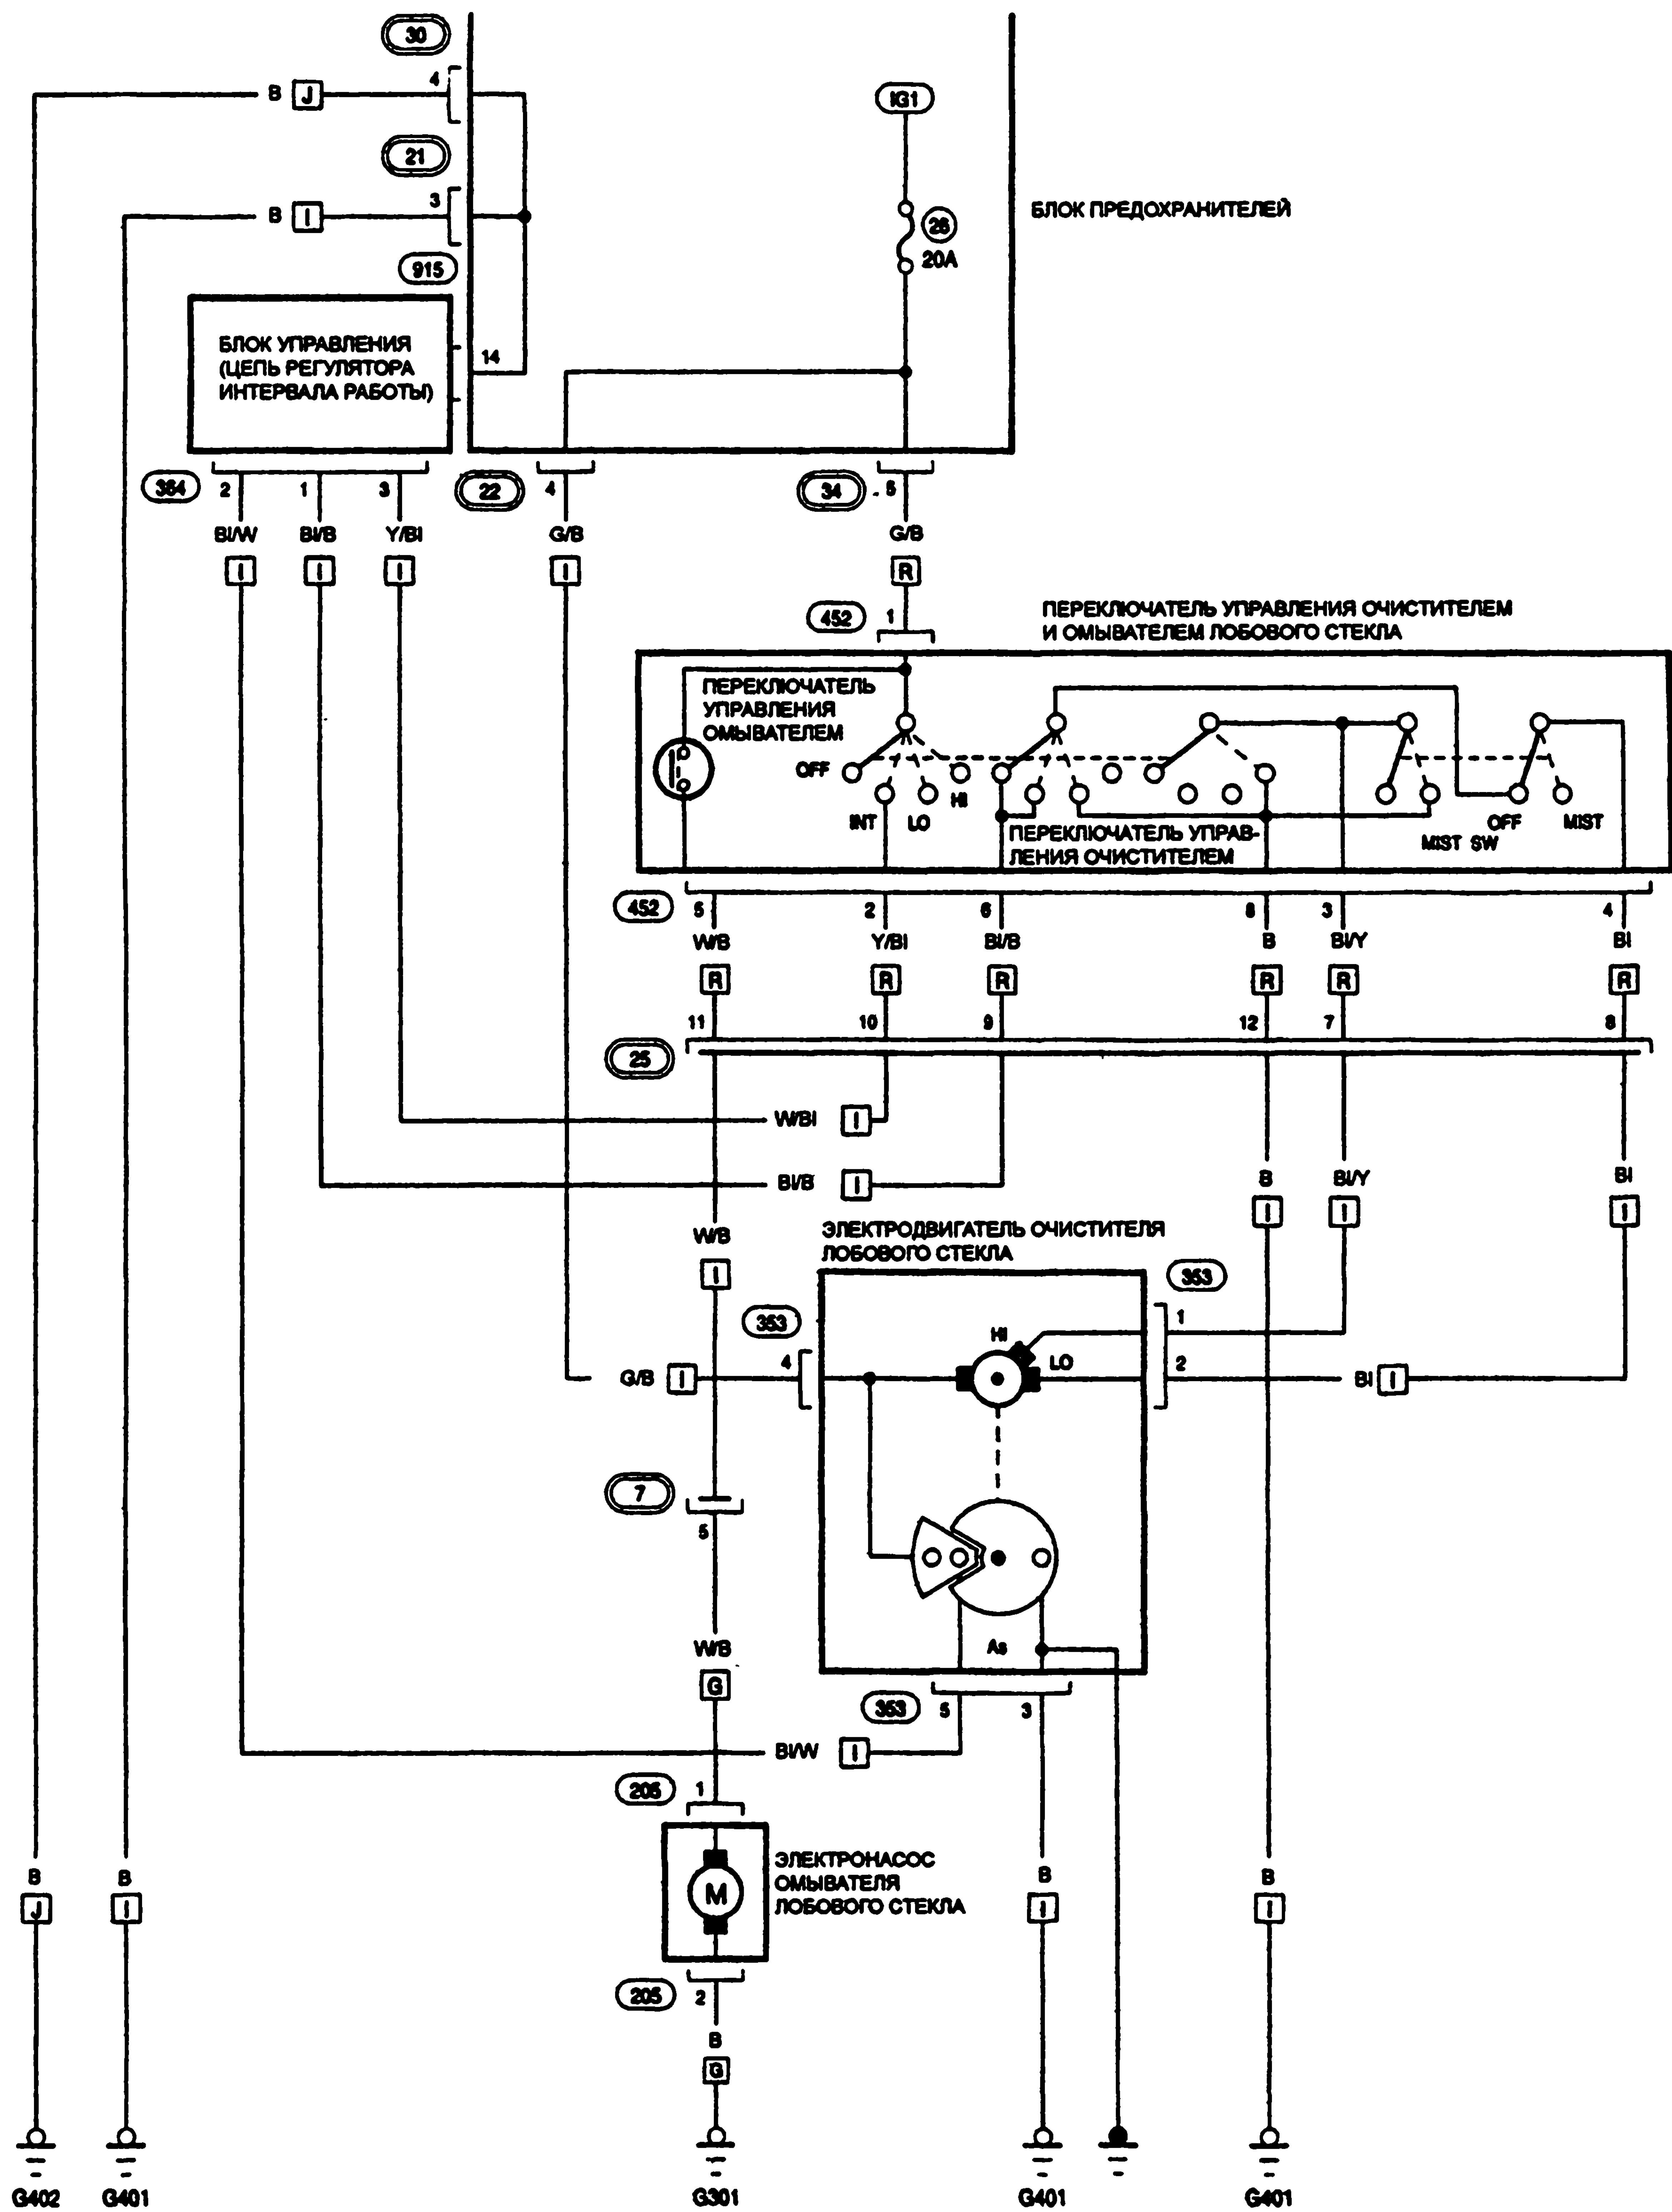 30
4
B J
IG1
21
3
B I
26
20A
БЛОК ПРЕДОХРАНИТЕЛЕЙ
915
БЛОК УПРАВЛЕНИЯ
(ЦЕПЬ РЕГУЛЯТОРА
ИНТЕРВАЛА РАБОТЫ)
14
364 2 1 3 22 4 34 5
Bl/W Bl/B Y/Bl G/B G/B
I I I I R
452 1
ПЕРЕКЛЮЧАТЕЛЬ УПРАВЛЕНИЯ ОЧИСТИТЕЛЕМ
И ОМЫВАТЕЛЕМ ЛОБОВОГО СТЕКЛА
ПЕРЕКЛЮЧАТЕЛЬ
УПРАВЛЕНИЯ
ОМЫВАТЕЛЕМ
OFF
INT LO HI
ПЕРЕКЛЮЧАТЕЛЬ УПРАВ-
ЛЕНИЯ ОЧИСТИТЕЛЕМ
OFF MIST
MIST SW
452 5 2 6 8 3 4
W/B Y/Bl Bl/B B Bl/Y Bl
R R R R R R
11 10 9 12 7 8
25
W/Bl I
Bl/B I
B Bl/Y Bl
I I I
W/B
I
ЭЛЕКТРОДВИГАТЕЛЬ ОЧИСТИТЕЛЯ
ЛОБОВОГО СТЕКЛА
353
353
1
HI
LO
4
2
G/B I
Bl I
7
5
W/B
As
G
353 5 3
Bl/W I
205 1
ЭЛЕКТРОНАСОС
ОМЫВАТЕЛЯ
ЛОБОВОГО СТЕКЛА
M
B B B B
J I I I
205 2
B
G
G402 G401 G301 G401 G401